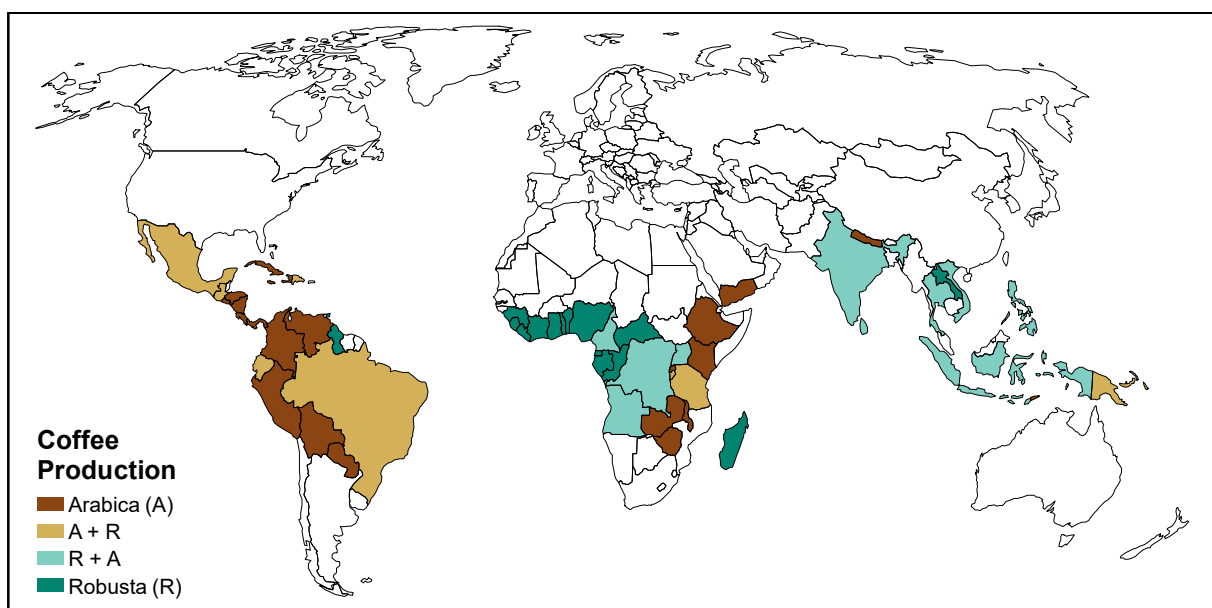 Coffee
Production
Arabica (A)
A + R
R + A
Robusta (R)